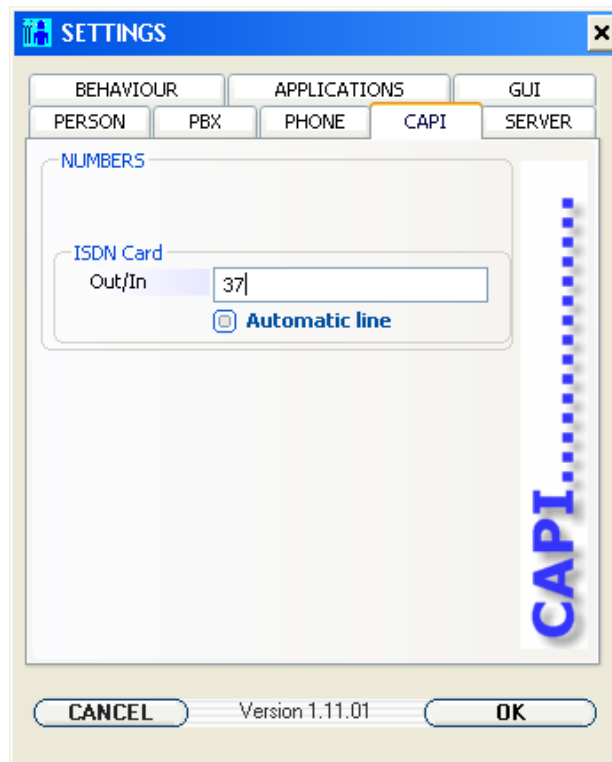 SETTINGS
BEHAVIOUR APPLICATIONS GUI
PERSON PBX PHONE CAPI SERVER
NUMBERS
ISDN Card
Out/In 37
Automatic line
CAPI...............
CANCEL Version 1.11.01 OK